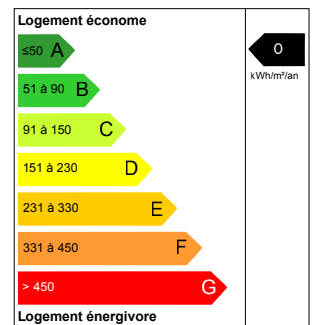 Logement économe
≤50 A
0
51 à 90 B
kWh/m²/an
91 à 150 C
151 à 230 D
231 à 330 E
331 à 450 F
> 450 G
Logement énergivore